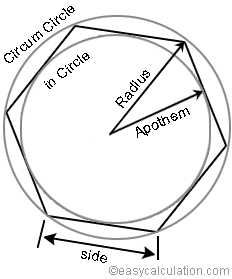 Circum Circle
in Circle
Radius
Apothem
side
©easycalculation.com